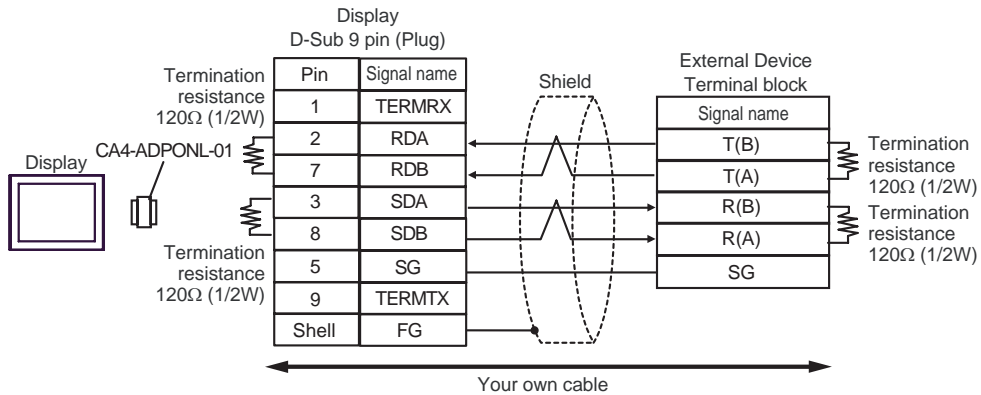 Display
D-Sub 9 pin (Plug)
Termination
resistance
120Ω (1/2W)
Pin Signal name
1 TERMRX
2 RDA
7 RDB
3 SDA
8 SDB
5 SG
9 TERMTX
Shell FG
Display
CA4-ADPONL-01
Termination
resistance
120Ω (1/2W)
Shield
External Device
Terminal block
Signal name
T(B)
T(A)
R(B)
R(A)
SG
Termination
resistance
120Ω (1/2W)
Termination
resistance
120Ω (1/2W)
Your own cable